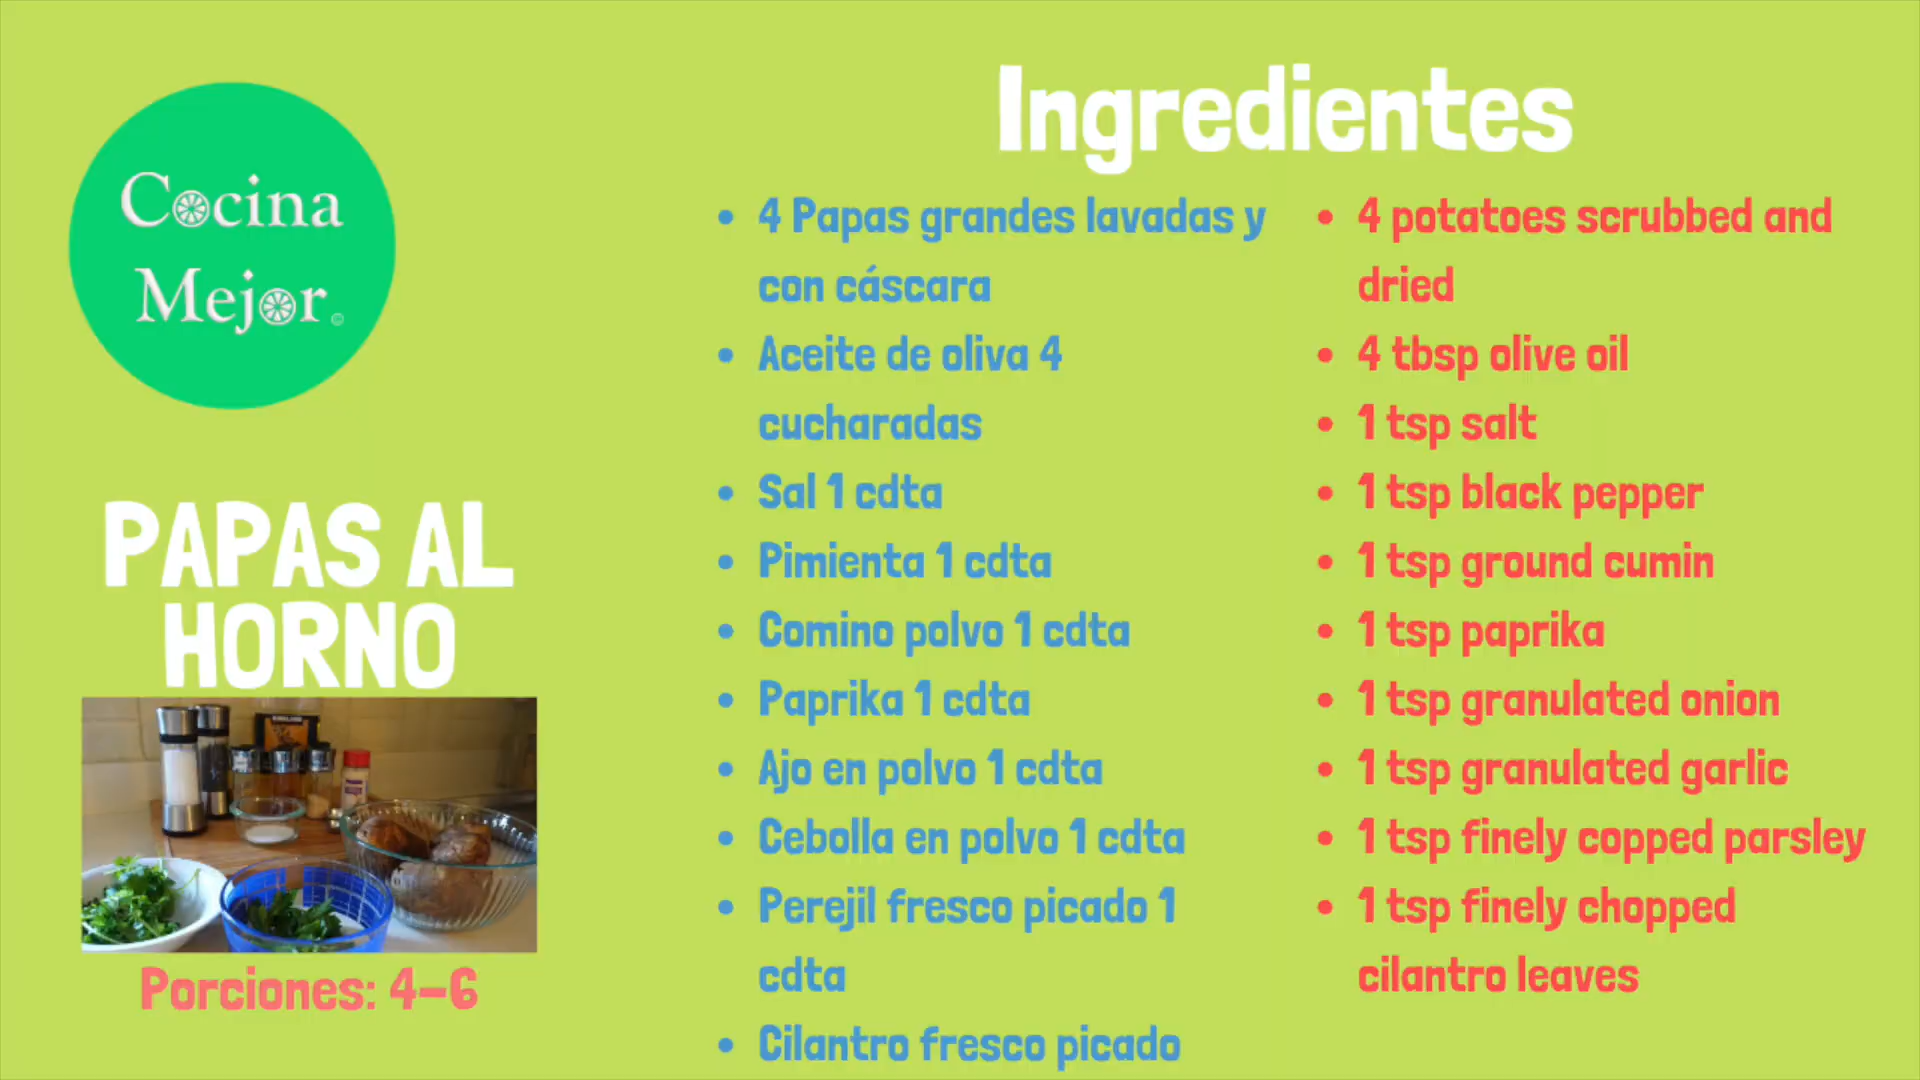 Cocina
Mejor
PAPAS AL
HORNO
Porciones: 4-6
Ingredientes
4 Papas grandes lavadas y
con cáscara
Aceite de oliva 4
cucharadas
Sal 1 cdta
Pimienta 1 cdta
Comino polvo 1 cdta
Paprika 1 cdta
Ajo en polvo 1 cdta
Cebolla en polvo 1 cdta
Perejil fresco picado 1
cdta
Cilantro fresco picado
4 potatoes scrubbed and
dried
4 tbsp olive oil
1 tsp salt
1 tsp black pepper
1 tsp ground cumin
1 tsp paprika
1 tsp granulated onion
1 tsp granulated garlic
1 tsp finely copped parsley
1 tsp finely chopped
cilantro leaves